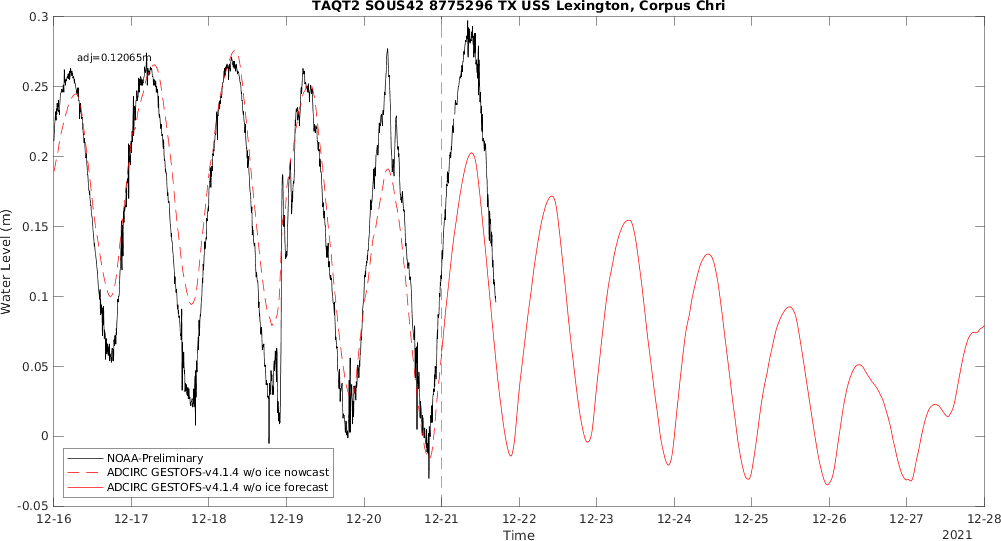 TAQT2 SOUS42 8775296 TX USS Lexington, Corpus Chri
0.3
adj=0.12065m
0.25
0.2
0.15
Water Level (m)
0.1
0.05
0
NOAA-Preliminary
ADCIRC GESTOFS-v4.1.4 w/o ice nowcast
ADCIRC GESTOFS-v4.1.4 w/o ice forecast
-0.05
12-16 12-17 12-18 12-19 12-20 12-21 12-22 12-23 12-24 12-25 12-26 12-27 12-28
Time 2021